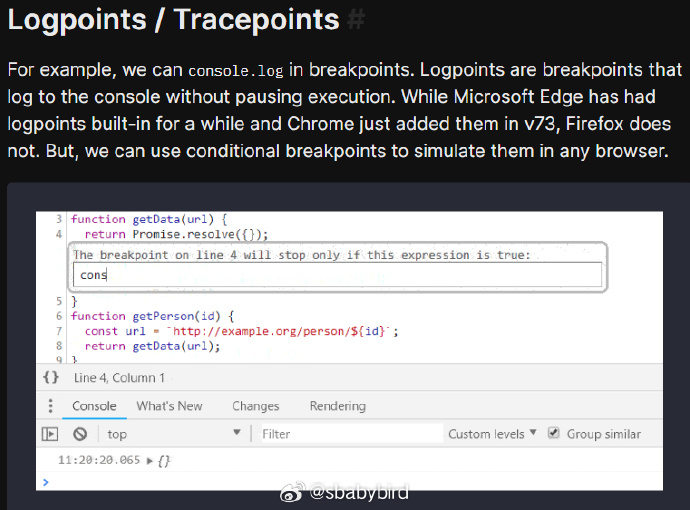 Logpoints / Tracepoints #
For example, we can console.log in breakpoints. Logpoints are breakpoints that
log to the console without pausing execution. While Microsoft Edge has had
logpoints built-in for a while and Chrome just added them in v73, Firefox does
not. But, we can use conditional breakpoints to simulate them in any browser.
3 function getData(url) {
4 return Promise.resolve({});
The breakpoint on line 4 will stop only if this expression is true:
cons
5 }
6 function getPerson(id) {
7 const url = `http://example.org/person/${id}`;
8 return getData(url);
9 }
{} Line 4, Column 1
Console What's New Changes Rendering
top Filter Custom levels Group similar
11:20:20.065 {}
>
@sbabybird